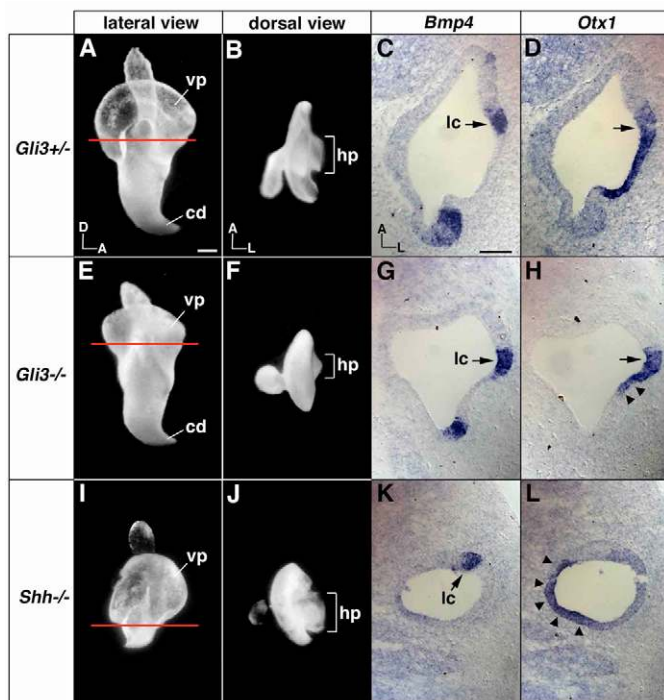 lateral view dorsal view Bmp4 Otx1
Gli3+/-
A B C D
vp
lc
hp
cd
D
A
A
L
A
L
Gli3-/-
E F G H
vp
lc
hp
cd
Shh-/-
I J K L
vp
hp
lc